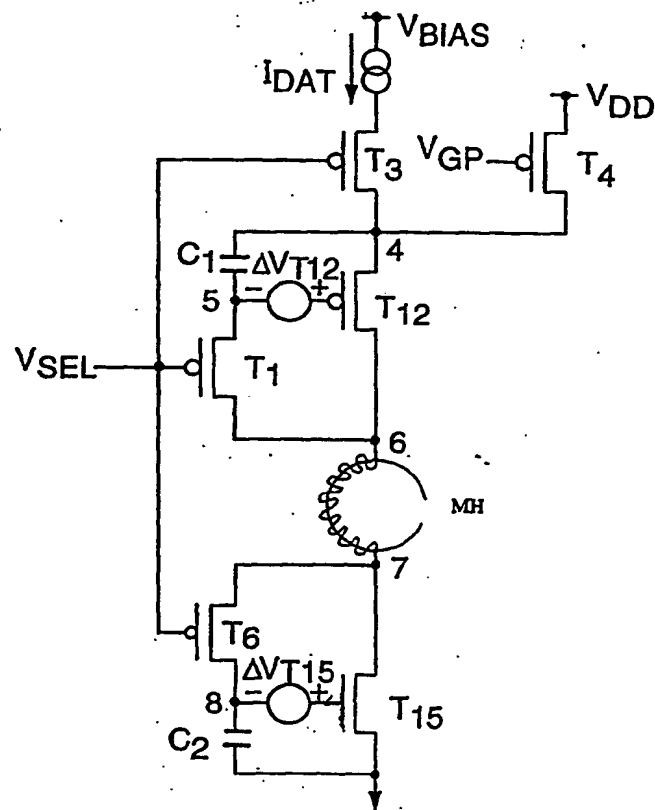 VBIAS
IDAT
VDD
T3
VGP
T4
4
C1
ΔVT12
5
- +
T12
VSEL
T1
6
MH
7
T6
ΔVT15
8
- +
T15
C2